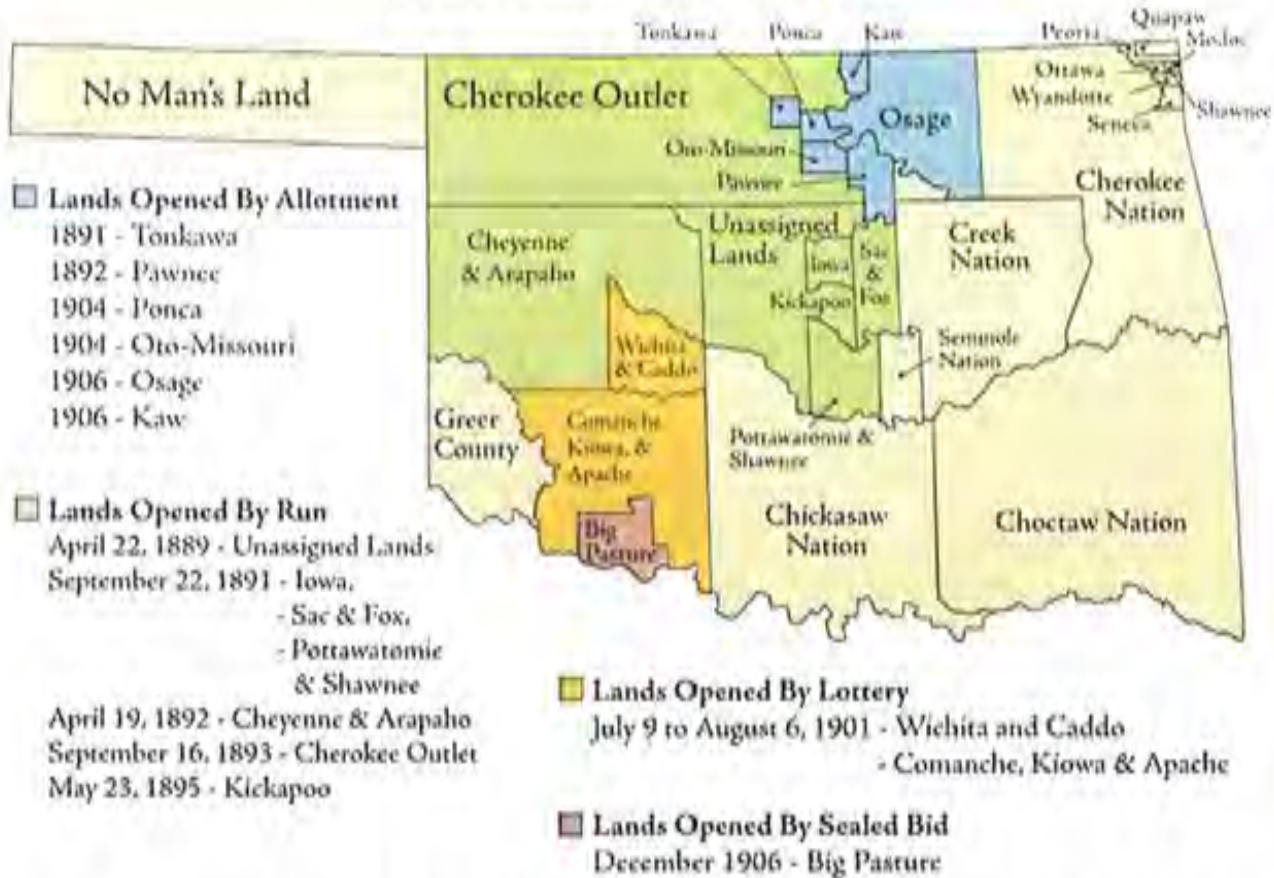 Quapaw
Tonkawa Ponca Kaw Peoria Modoc
No Man's Land
Cherokee Outlet
Osage
Ottawa
Wyandotte
Shawnee
Seneca
Oto-Missouri
Pawnee
Cherokee
Nation
Lands Opened By Allotment
1891 - Tonkawa
1892 - Pawnee
1904 - Ponca
1904 - Oto-Missouri
1906 - Osage
1906 - Kaw
Cheyenne
& Arapaho
Unassigned
Lands
Iowa
Sac
&
Fox
Kickapoo
Creek
Nation
Wichita
& Caddo
Seminole
Nation
Greer
County
Comanche,
Kiowa, &
Apache
Pottawatomie &
Shawnee
Big
Pasture
Chickasaw
Nation
Choctaw Nation
Lands Opened By Run
April 22, 1889 - Unassigned Lands
September 22, 1891 - Iowa,
- Sac & Fox,
- Pottawatomie
& Shawnee
April 19, 1892 - Cheyenne & Arapaho
September 16, 1893 - Cherokee Outlet
May 23, 1895 - Kickapoo
Lands Opened By Lottery
July 9 to August 6, 1901 - Wichita and Caddo
- Comanche, Kiowa & Apache
Lands Opened By Sealed Bid
December 1906 - Big Pasture